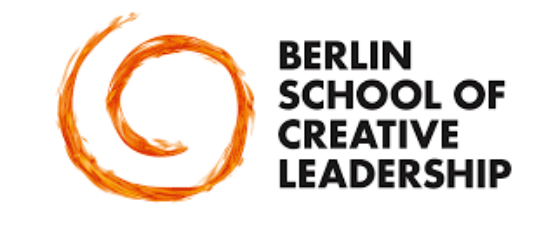 BERLIN
SCHOOL OF
CREATIVE
LEADERSHIP